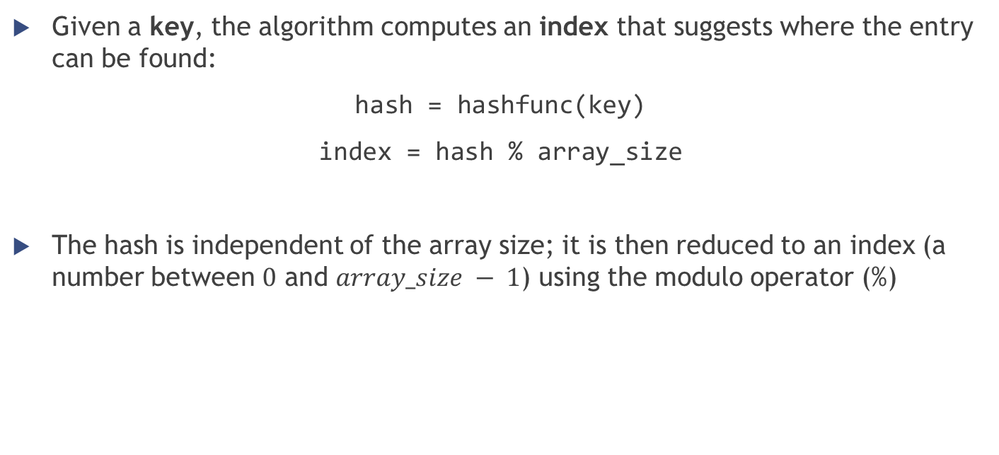 ▶ Given a key, the algorithm computes an index that suggests where the entry
can be found:
hash = hashfunc(key)
index = hash % array_size
▶ The hash is independent of the array size; it is then reduced to an index (a
number between 0 and array_size − 1) using the modulo operator (%)